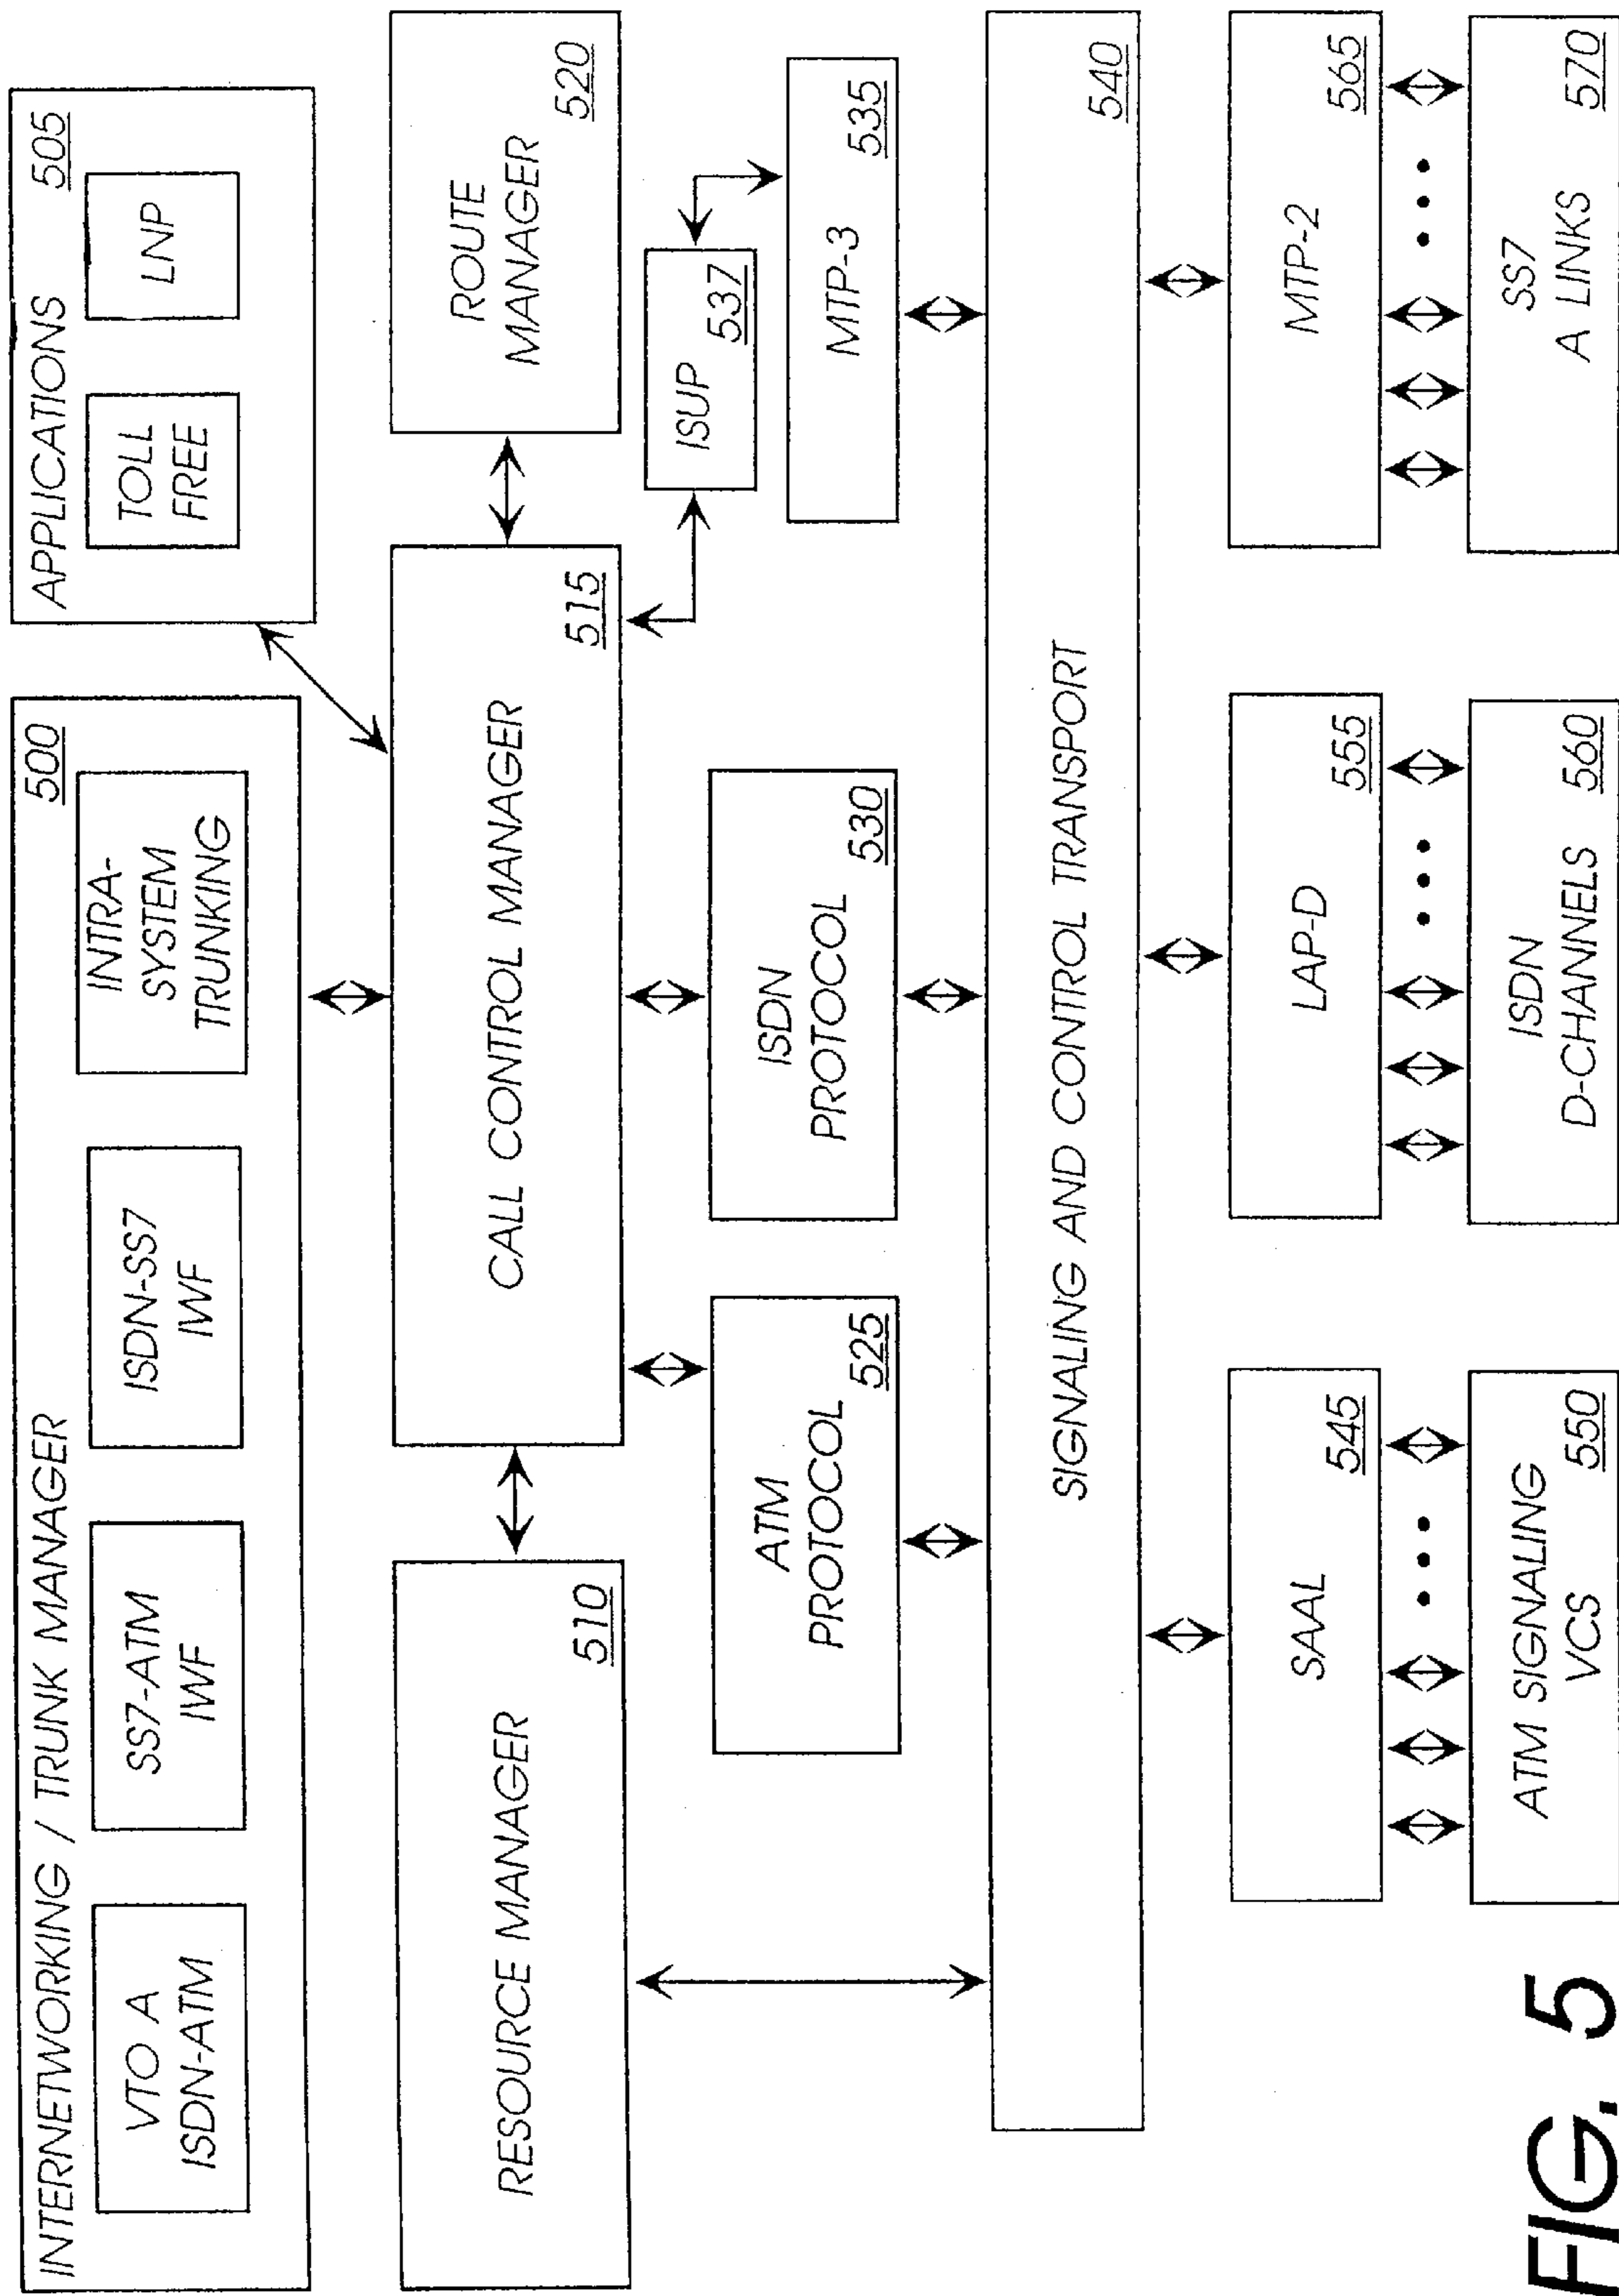 INTERNETWORKING / TRUNK MANAGER
500
VTO A
ISDN-ATM
SS7-ATM
IWF
ISDN-SS7
IWF
INTRA-
SYSTEM
TRUNKING
APPLICATIONS
505
TOLL
FREE
LNP
RESOURCE MANAGER
510
CALL CONTROL MANAGER
515
ROUTE
MANAGER
520
ATM
PROTOCOL
525
ISDN
PROTOCOL
530
ISUP
537
MTP-3
535
SIGNALING AND CONTROL TRANSPORT
540
SAAL
545
LAP-D
555
MTP-2
565
ATM SIGNALING
VCS
550
ISDN
D-CHANNELS
560
SS7
A LINKS
570
FIG. 5